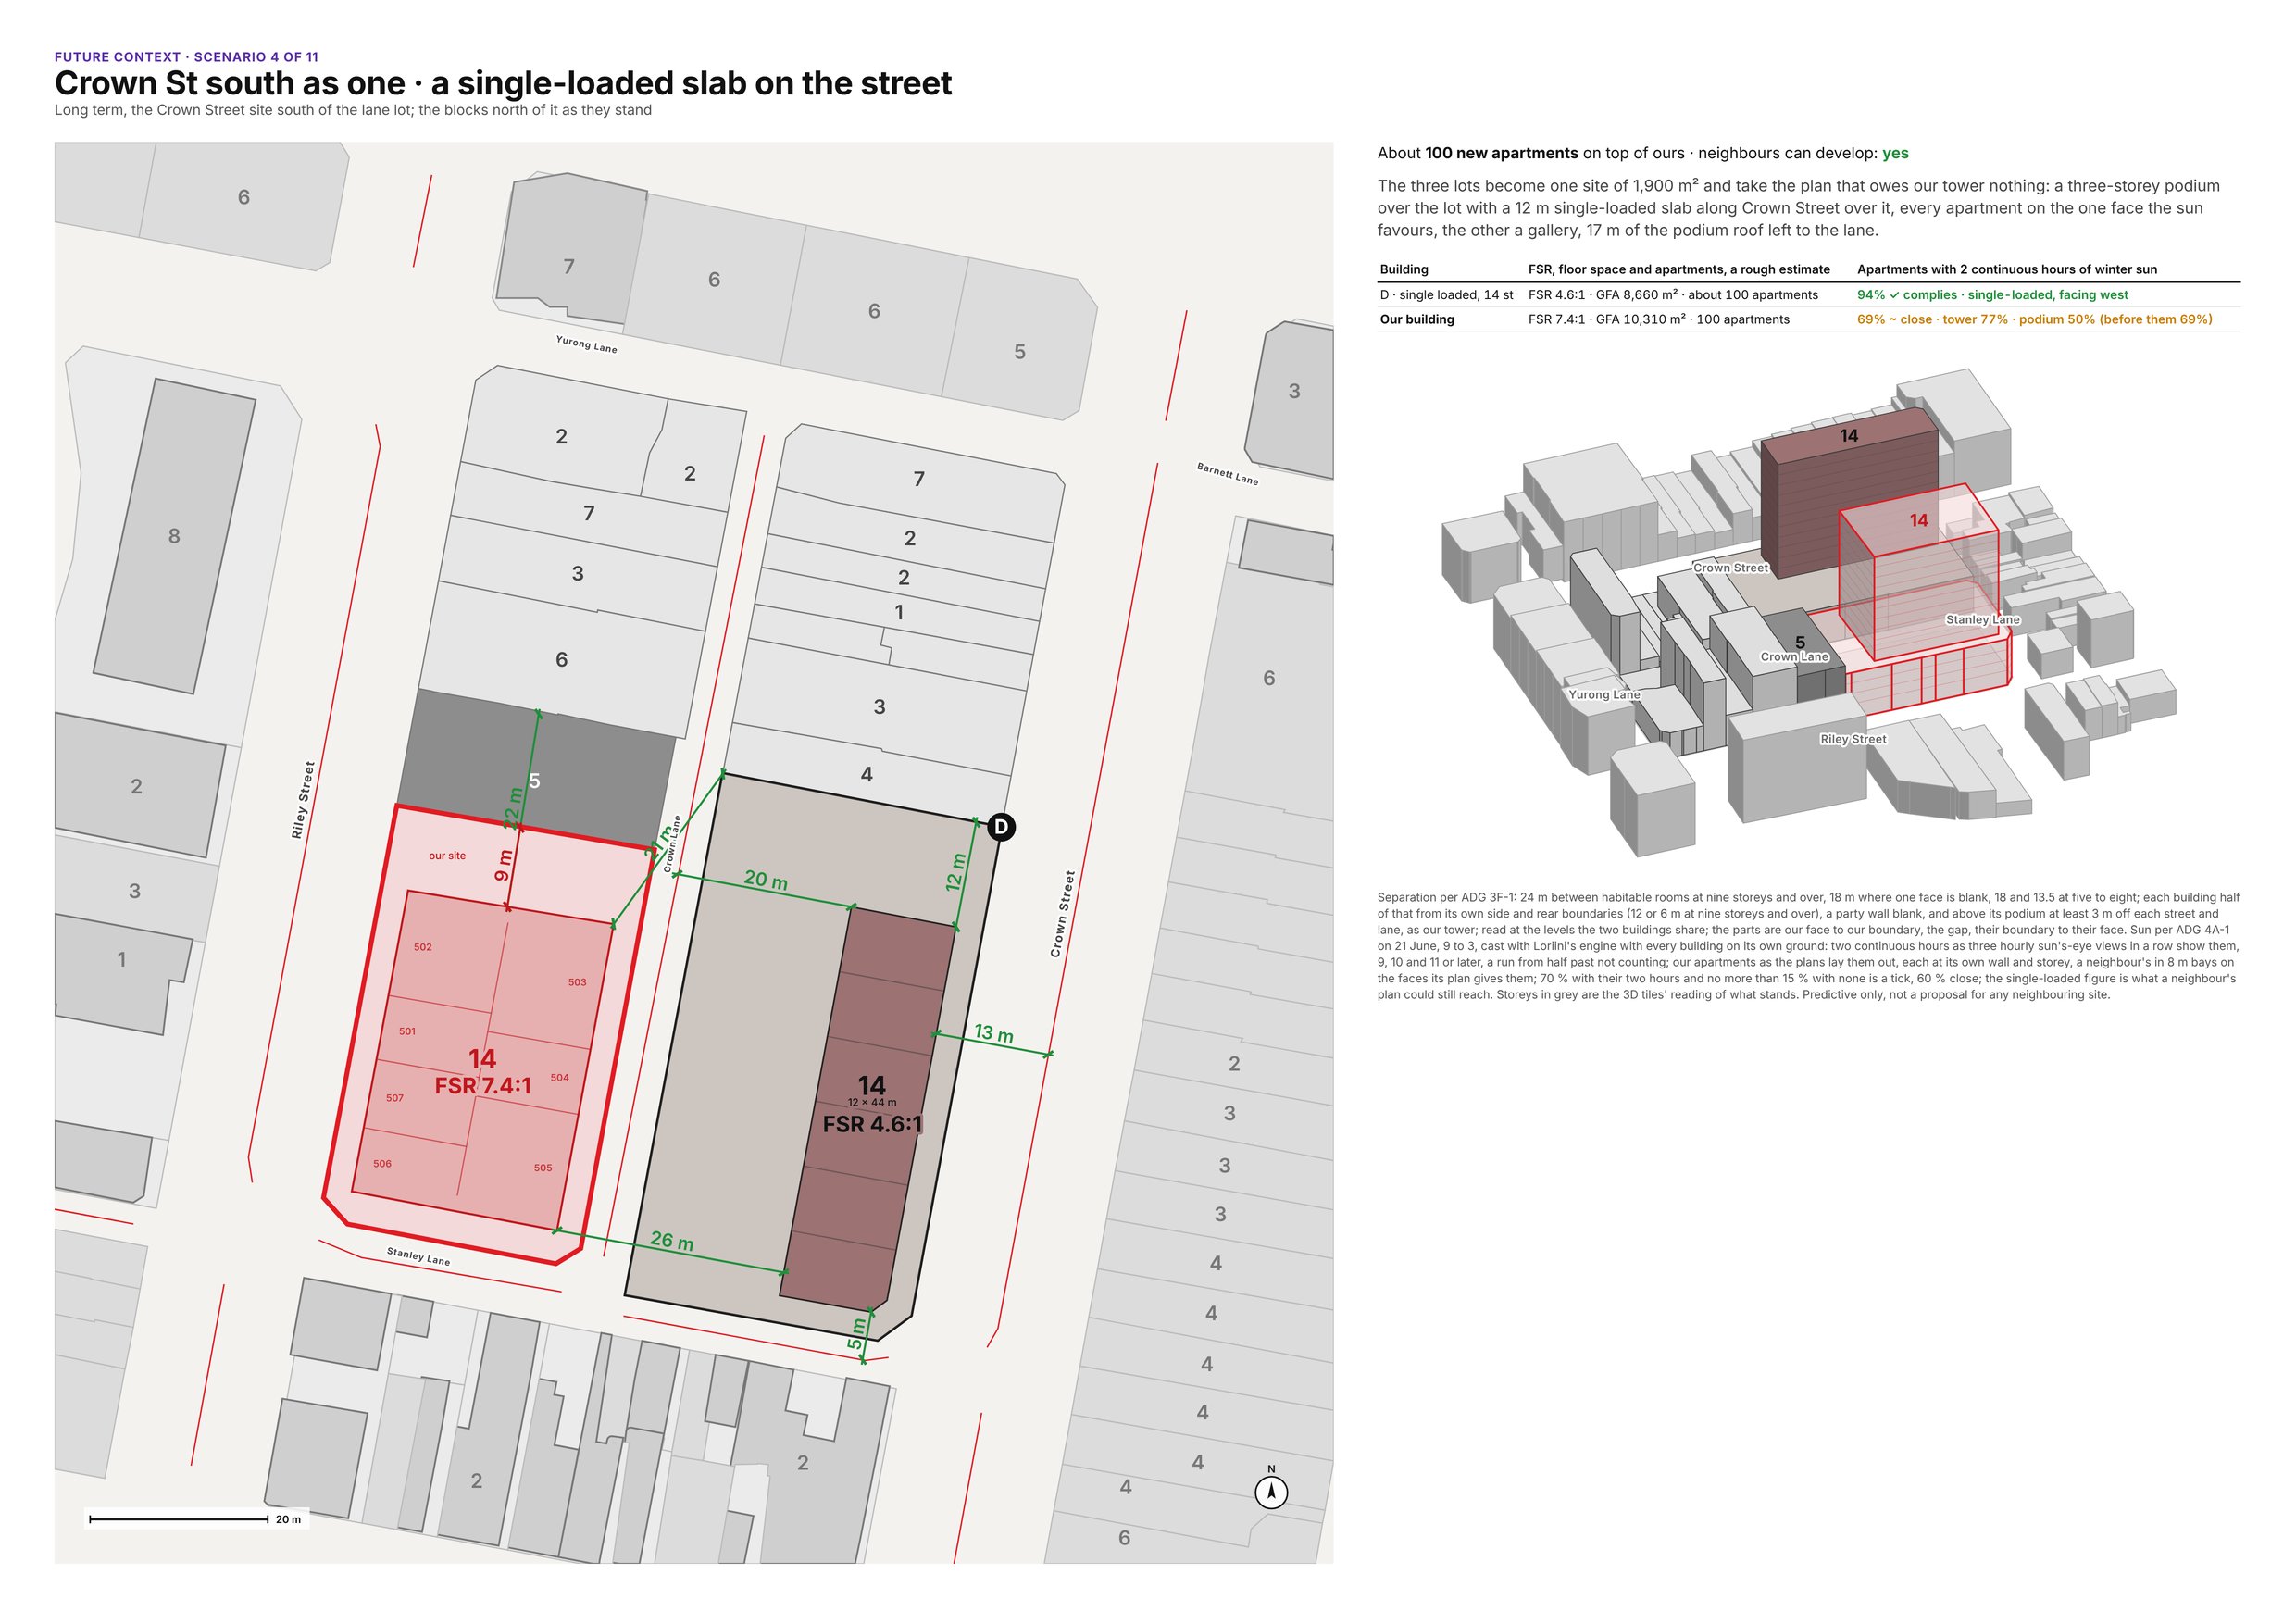 FUTURE CONTEXT · SCENARIO 4 OF 11
Crown St south as one · a single-loaded slab on the street
Long term, the Crown Street site south of the lane lot; the blocks north of it as they stand
6
7
6
6
5
3
Yurong Lane
Barnett Lane
8
2
2
7
3
6
5
7
2
2
1
3
4
6
2
3
1
Riley Street
Crown Lane
Crown Street
22 m
9 m
21 m
20 m
12 m
13 m
26 m
5 m
D
our site
502
503
501
504
507
506
505
14
FSR 7.4:1
14
12 × 44 m
FSR 4.6:1
Stanley Lane
2
3
3
3
4
4
4
4
4
4
6
2
2
N
20 m
About 100 new apartments on top of ours · neighbours can develop: yes
The three lots become one site of 1,900 m² and take the plan that owes our tower nothing: a three-storey podium
over the lot with a 12 m single-loaded slab along Crown Street over it, every apartment on the one face the sun
favours, the other a gallery, 17 m of the podium roof left to the lane.
Building FSR, floor space and apartments, a rough estimate Apartments with 2 continuous hours of winter sun
D · single loaded, 14 st FSR 4.6:1 · GFA 8,660 m² · about 100 apartments 94% ✓ complies · single-loaded, facing west
Our building FSR 7.4:1 · GFA 10,310 m² · 100 apartments 69% ~ close · tower 77% · podium 50% (before them 69%)
14
14
Crown Street
Stanley Lane
5
Crown Lane
Yurong Lane
Riley Street
Separation per ADG 3F-1: 24 m between habitable rooms at nine storeys and over, 18 m where one face is blank, 18 and 13.5 at five to eight; each building half
of that from its own side and rear boundaries (12 or 6 m at nine storeys and over), a party wall blank, and above its podium at least 3 m off each street and
lane, as our tower; read at the levels the two buildings share; the parts are our face to our boundary, the gap, their boundary to their face. Sun per ADG 4A-1
on 21 June, 9 to 3, cast with Loriini's engine with every building on its own ground: two continuous hours as three hourly sun's-eye views in a row show them,
9, 10 and 11 or later, a run from half past not counting; our apartments as the plans lay them out, each at its own wall and storey, a neighbour's in 8 m bays on
the faces its plan gives them; 70 % with their two hours and no more than 15 % with none is a tick, 60 % close; the single-loaded figure is what a neighbour's
plan could still reach. Storeys in grey are the 3D tiles' reading of what stands. Predictive only, not a proposal for any neighbouring site.